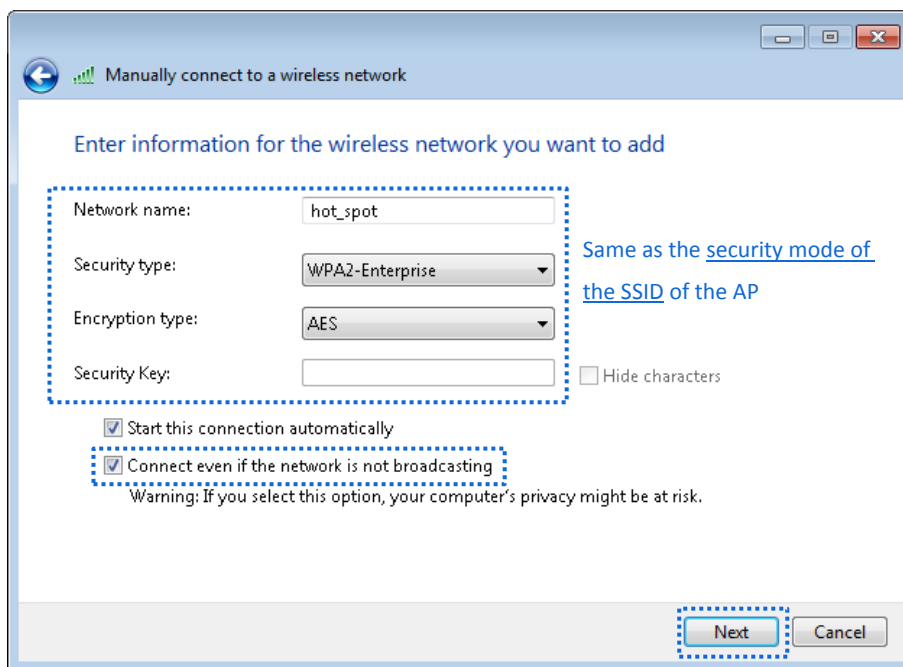 Manually connect to a wireless network
Enter information for the wireless network you want to add
Network name:
hot_spot
Security type:
WPA2-Enterprise
Same as the security mode of
the SSID of the AP
Encryption type:
AES
Security Key:
Hide characters
Start this connection automatically
Connect even if the network is not broadcasting
Warning: If you select this option, your computer's privacy might be at risk.
Next
Cancel